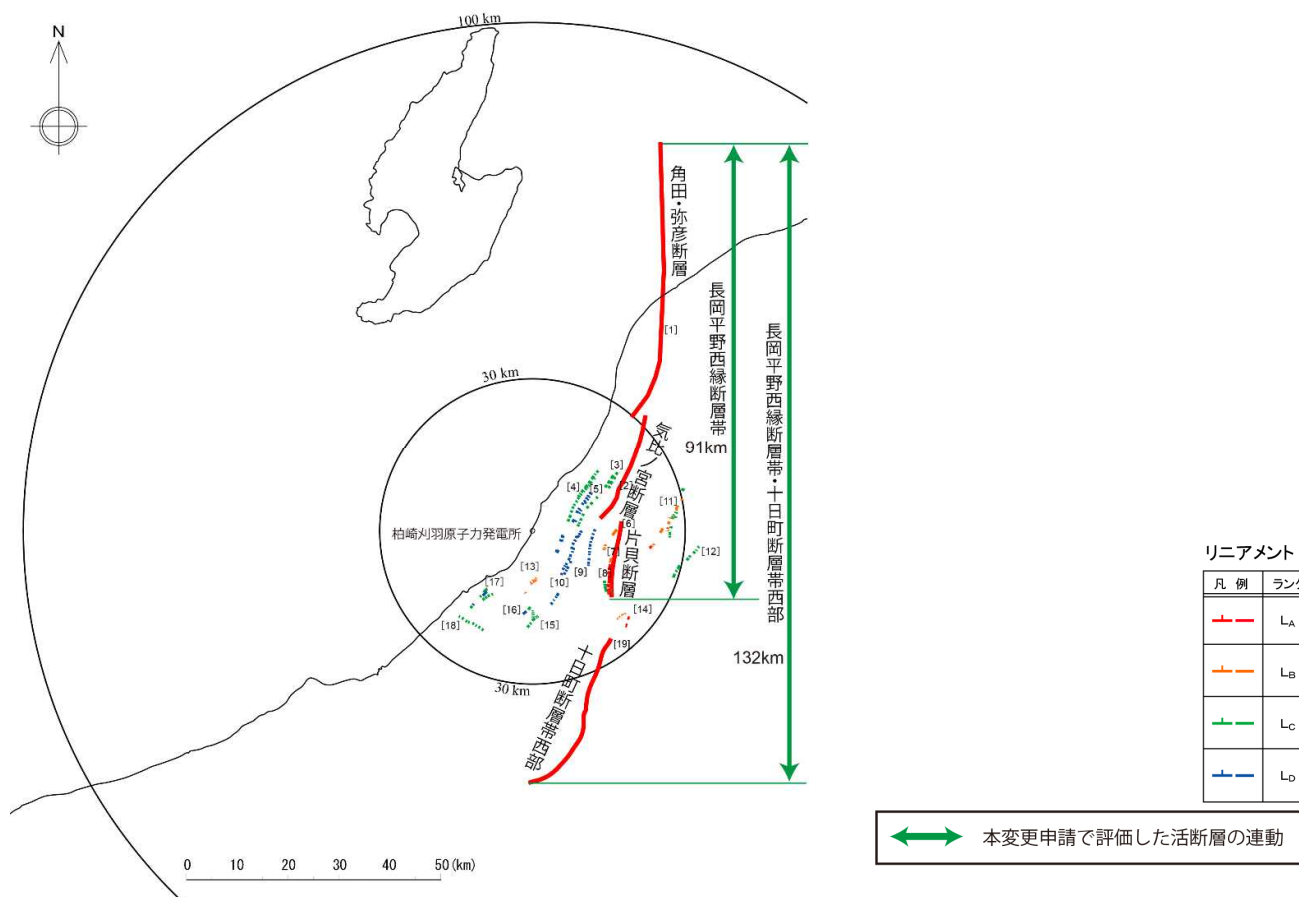 100 km
N
角田・弥彦断層
[1]
長岡平野西縁断層帯
91km
長岡平野西縁断層帯・十日町断層帯西部
132km
30 km
気比ノ宮断層
[3]
[4]
[5]
[2]
[11]
柏崎刈羽原子力発電所
[6]
片貝断層
[7]
[12]
[9]
[8]
[13]
[10]
[17]
[16]
[15]
[14]
[18]
[19]
30 km
十日町断層帯西部
リニアメント
凡 例 ランク
LA
LB
LC
LD
本変更申請で評価した活断層の連動
0 10 20 30 40 50 (km)